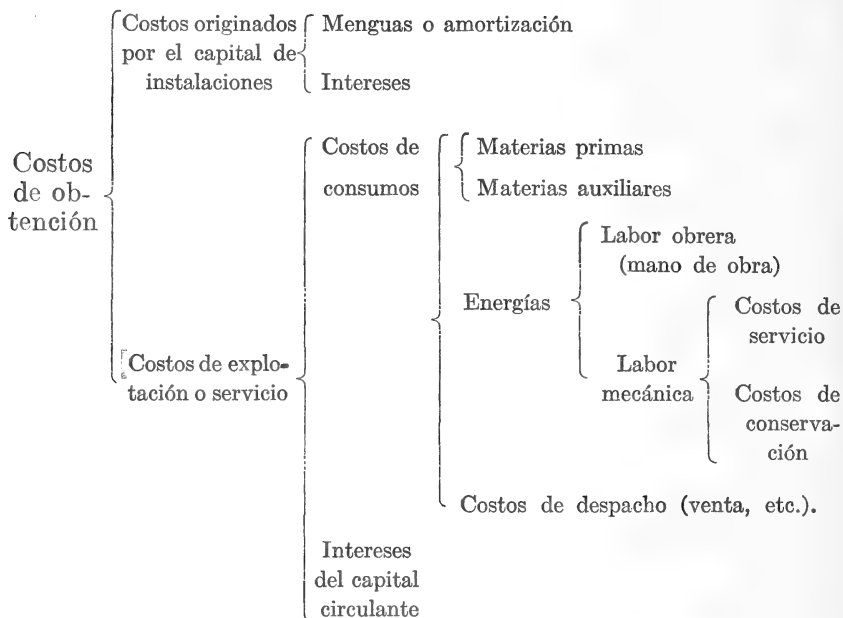 Costos
de ob-
tención
Costos originados
por el capital de
instalaciones
Menguas o amortización
Intereses
Costos de explo-
tación o servicio
Costos de
consumos
Materias primas
Materias auxiliares
Energías
Labor obrera
(mano de obra)
Labor
mecánica
Costos de
servicio
Costos de
conserva-
ción
Costos de despacho (venta, etc.).
Intereses
del capital
circulante